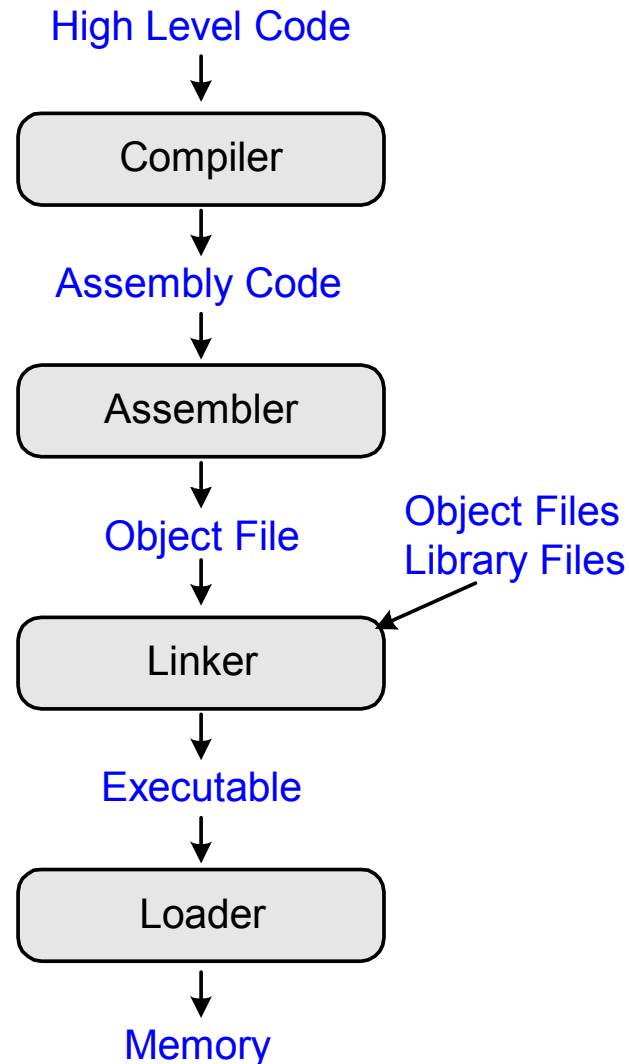 High Level Code
Compiler
Assembly Code
Assembler
Object File
Object Files
Library Files
Linker
Executable
Loader
Memory